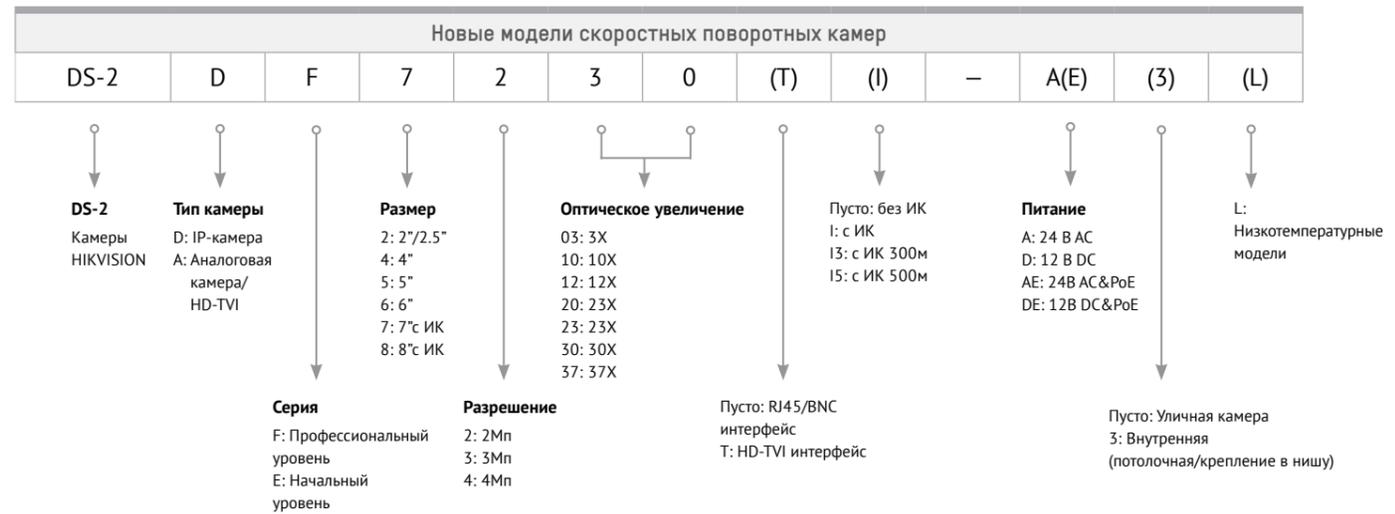 Новые модели скоростных поворотных камер
DS-2 D F 7 2 3 0 (T) (I) – A(E) (3) (L)
DS-2
Камеры
HIKVISION
Тип камеры
D: IP-камера
A: Аналоговая
камера/
HD-TVI
Размер
2: 2”/2.5”
4: 4”
5: 5”
6: 6”
7: 7”с ИК
8: 8”с ИК
Оптическое увеличение
03: 3X
10: 10X
12: 12X
20: 23X
23: 23X
30: 30X
37: 37X
Пусто: без ИК
I: с ИК
I3: с ИК 300м
I5: с ИК 500м
Питание
A: 24 В AC
D: 12 В DC
AE: 24В AC&PoE
DE: 12В DC&PoE
L:
Низкотемпературные
модели
Серия
F: Профессиональный
уровень
E: Начальный
уровень
Разрешение
2: 2Мп
3: 3Мп
4: 4Мп
Пусто: RJ45/BNC
интерфейс
T: HD-TVI интерфейс
Пусто: Уличная камера
3: Внутренняя
(потолочная/крепление в нишу)